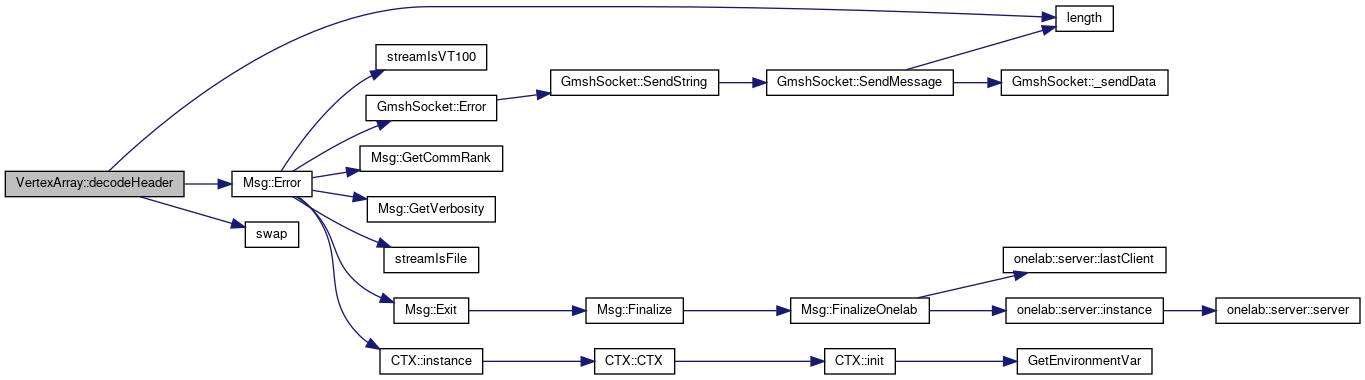 length
streamIsVT100
GmshSocket::SendString
GmshSocket::SendMessage
GmshSocket::_sendData
GmshSocket::Error
Msg::GetCommRank
VertexArray::decodeHeader
Msg::Error
Msg::GetVerbosity
swap
streamIsFile
onelab::server::lastClient
Msg::Exit
Msg::Finalize
Msg::FinalizeOnelab
onelab::server::instance
onelab::server::server
CTX::instance
CTX::CTX
CTX::init
GetEnvironmentVar